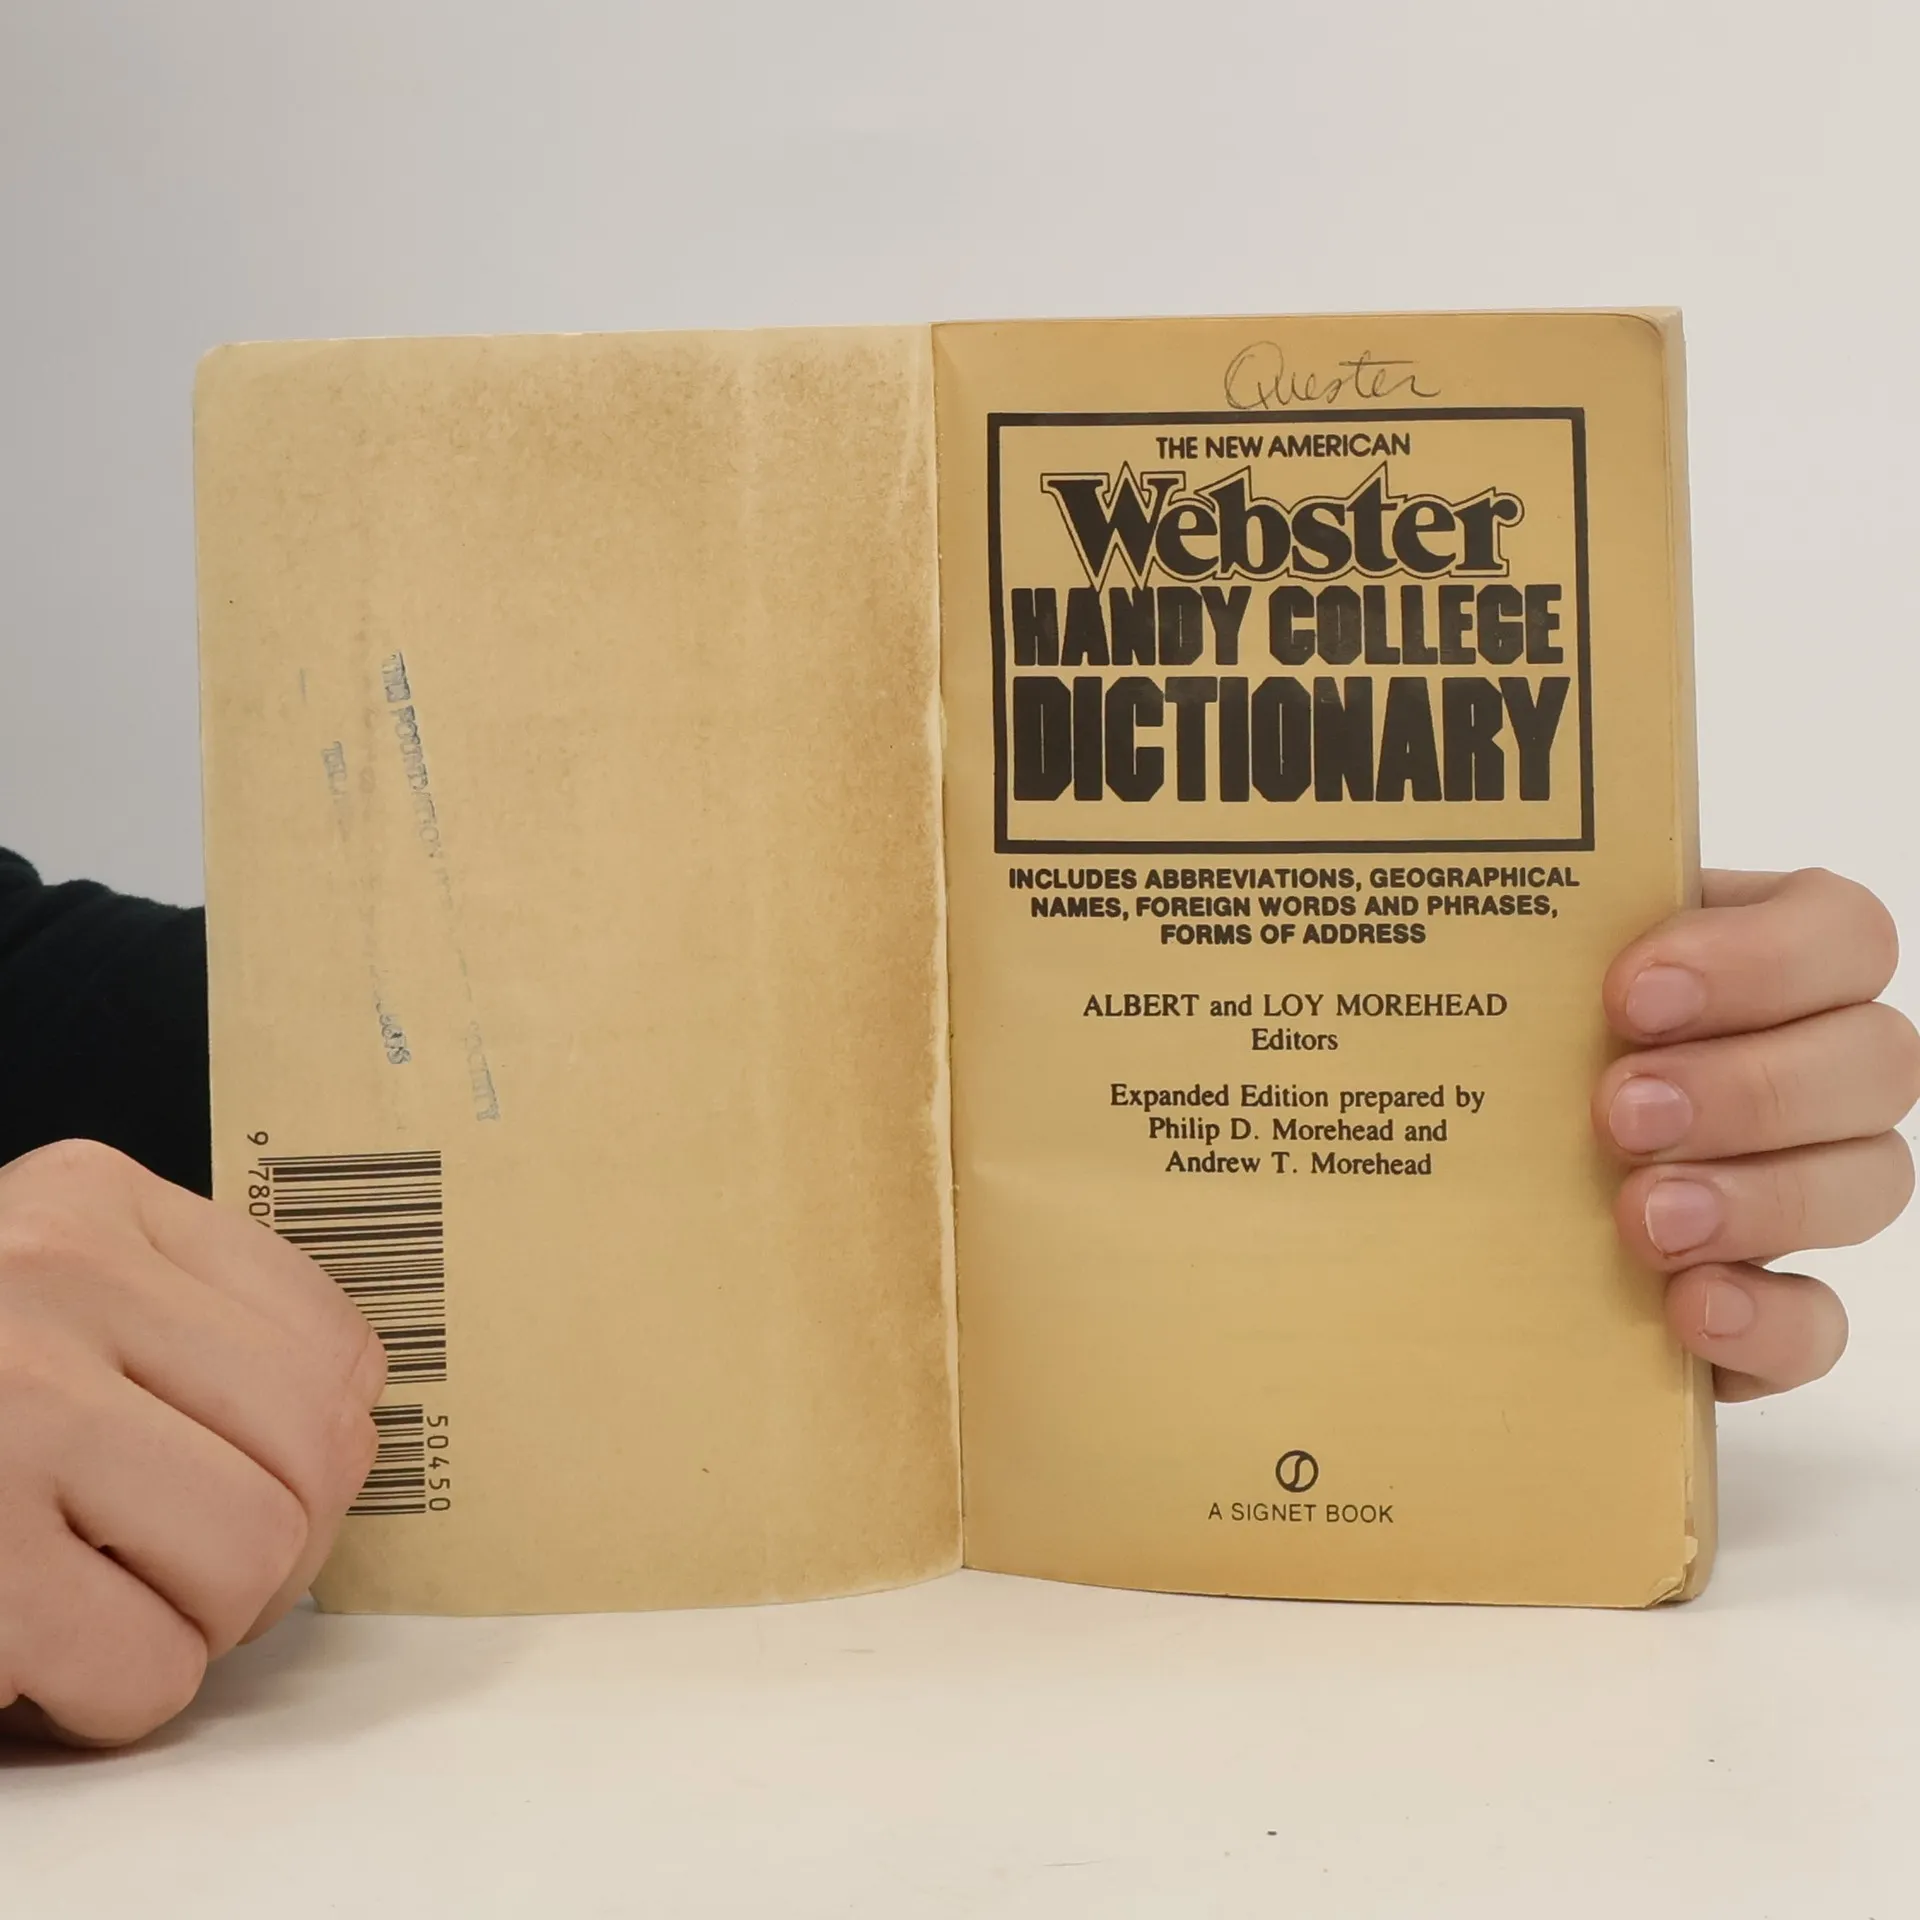 THE FOUNDATION
9 780
50450
Quester
THE NEW AMERICAN
Webster
HANDY COLLEGE
DICTIONARY
INCLUDES ABBREVIATIONS, GEOGRAPHICAL
NAMES, FOREIGN WORDS AND PHRASES,
FORMS OF ADDRESS
ALBERT and LOY MOREHEAD
Editors
Expanded Edition prepared by
Philip D. Morehead and
Andrew T. Morehead
A SIGNET BOOK